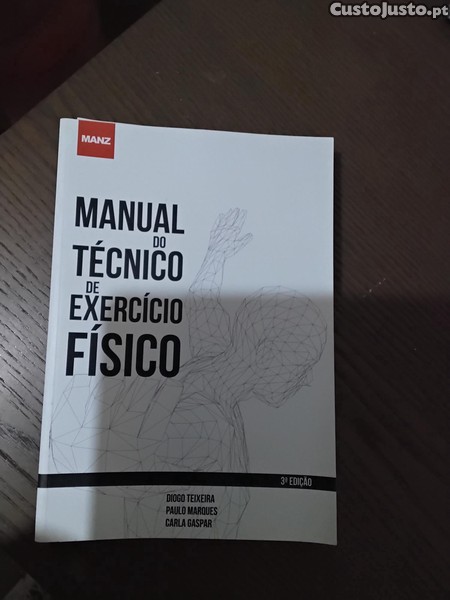 CustoJusto.pt
MANZ
MANUAL
DO
TÉCNICO
DE
EXERCÍCIO
FÍSICO
3ª EDIÇÃO
DIOGO TEIXEIRA
PAULO MARQUES
CARLA GASPAR